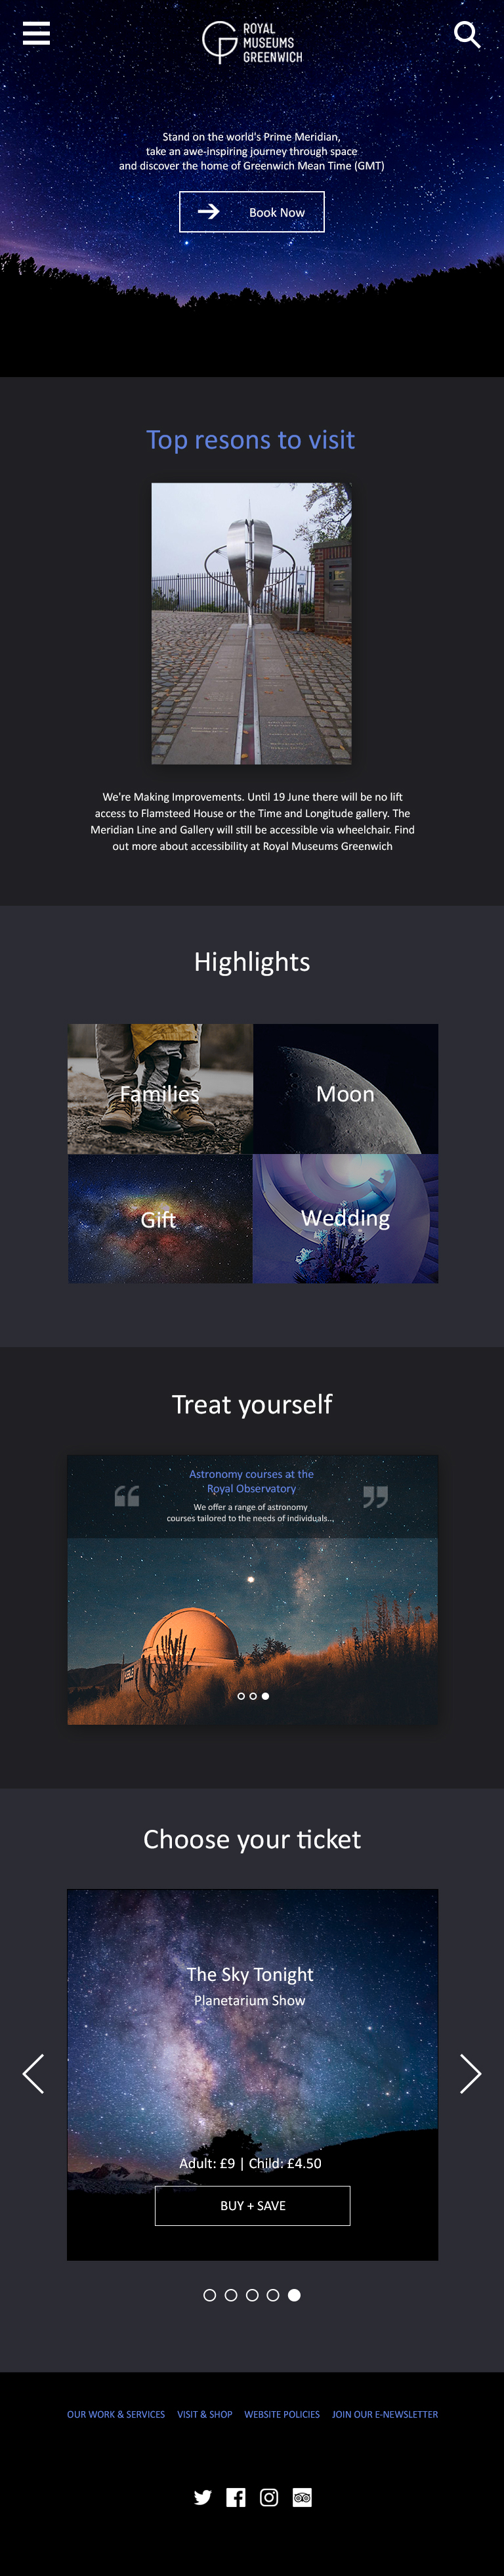 ROYAL
MUSEUMS
GREENWICH
Stand on the world's Prime Meridian,
take an awe-inspiring journey through space
and discover the home of Greenwich Mean Time (GMT)
Book Now
Top resons to visit
We're Making Improvements. Until 19 June there will be no lift
access to Flamsteed House or the Time and Longitude gallery. The
Meridian Line and Gallery will still be accessible via wheelchair. Find
out more about accessibility at Royal Museums Greenwich
Highlights
Families
Moon
Gift
Wedding
Treat yourself
Astronomy courses at the
Royal Observatory
We offer a range of astronomy
courses tailored to the needs of individuals...
Choose your ticket
The Sky Tonight
Planetarium Show
Adult: £9 | Child: £4.50
BUY + SAVE
OUR WORK & SERVICES VISIT & SHOP WEBSITE POLICIES JOIN OUR E-NEWSLETTER